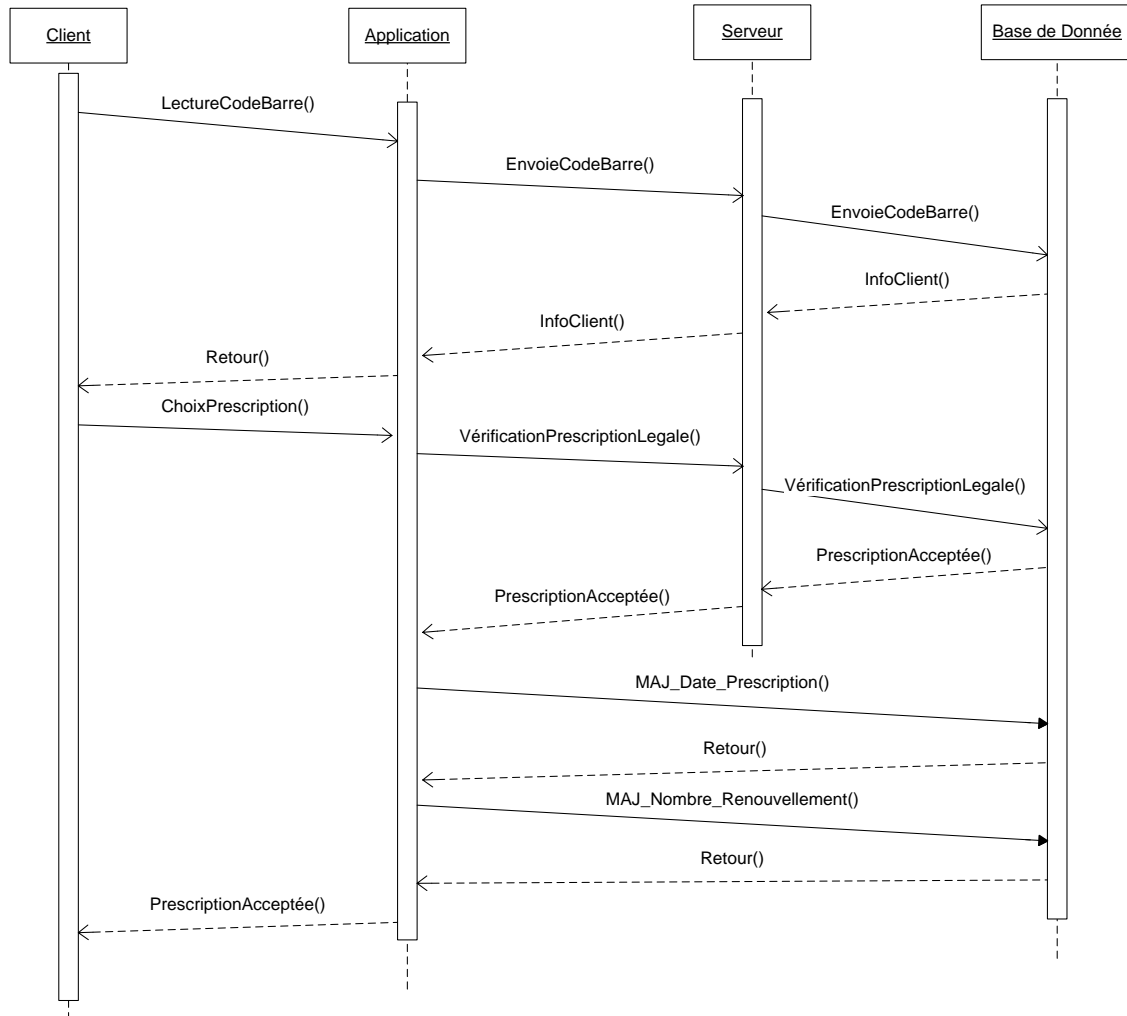 Client
Application
Serveur
Base de Donnée
LectureCodeBarre()
EnvoieCodeBarre()
EnvoieCodeBarre()
InfoClient()
InfoClient()
Retour()
ChoixPrescription()
VérificationPrescriptionLegale()
VérificationPrescriptionLegale()
PrescriptionAcceptée()
PrescriptionAcceptée()
MAJ_Date_Prescription()
Retour()
MAJ_Nombre_Renouvellement()
Retour()
PrescriptionAcceptée()